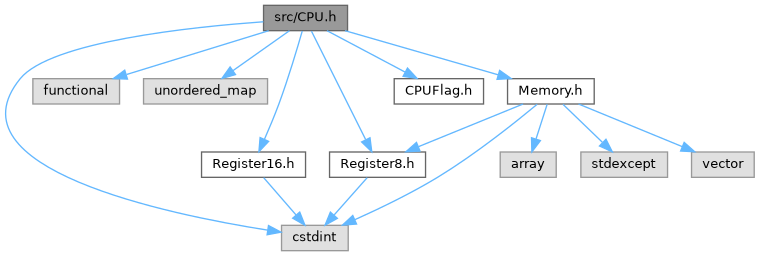 src/CPU.h
functional
unordered_map
CPUFlag.h
Memory.h
Register16.h
Register8.h
array
stdexcept
vector
cstdint